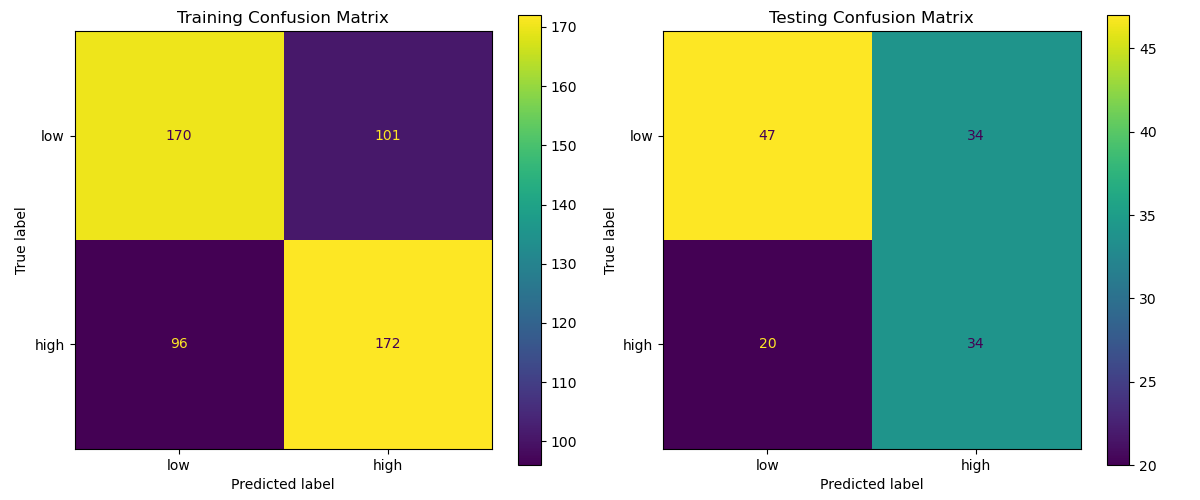 Training Confusion Matrix
low
high
True label
170
101
96
172
low
high
Predicted label
170
160
150
140
130
120
110
100
Testing Confusion Matrix
low
high
True label
47
34
20
34
low
high
Predicted label
45
40
35
30
25
20